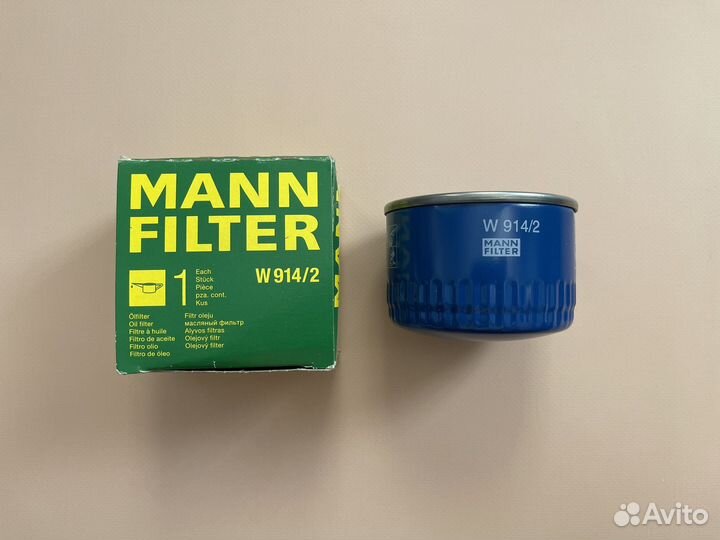 MANN
FILTER
1
Each
Stück
Pièce
pza. cont.
Kus
W 914/2
Ölfilter
Oil filter
Filtre à huile
Filtro de aceite
Filtro olio
Filtro de óleo
Filtr oleju
масляный фильтр
Alyvos filtras
Olejový filtr
Olejový filter
W 914/2
MANN
FILTER
Avito